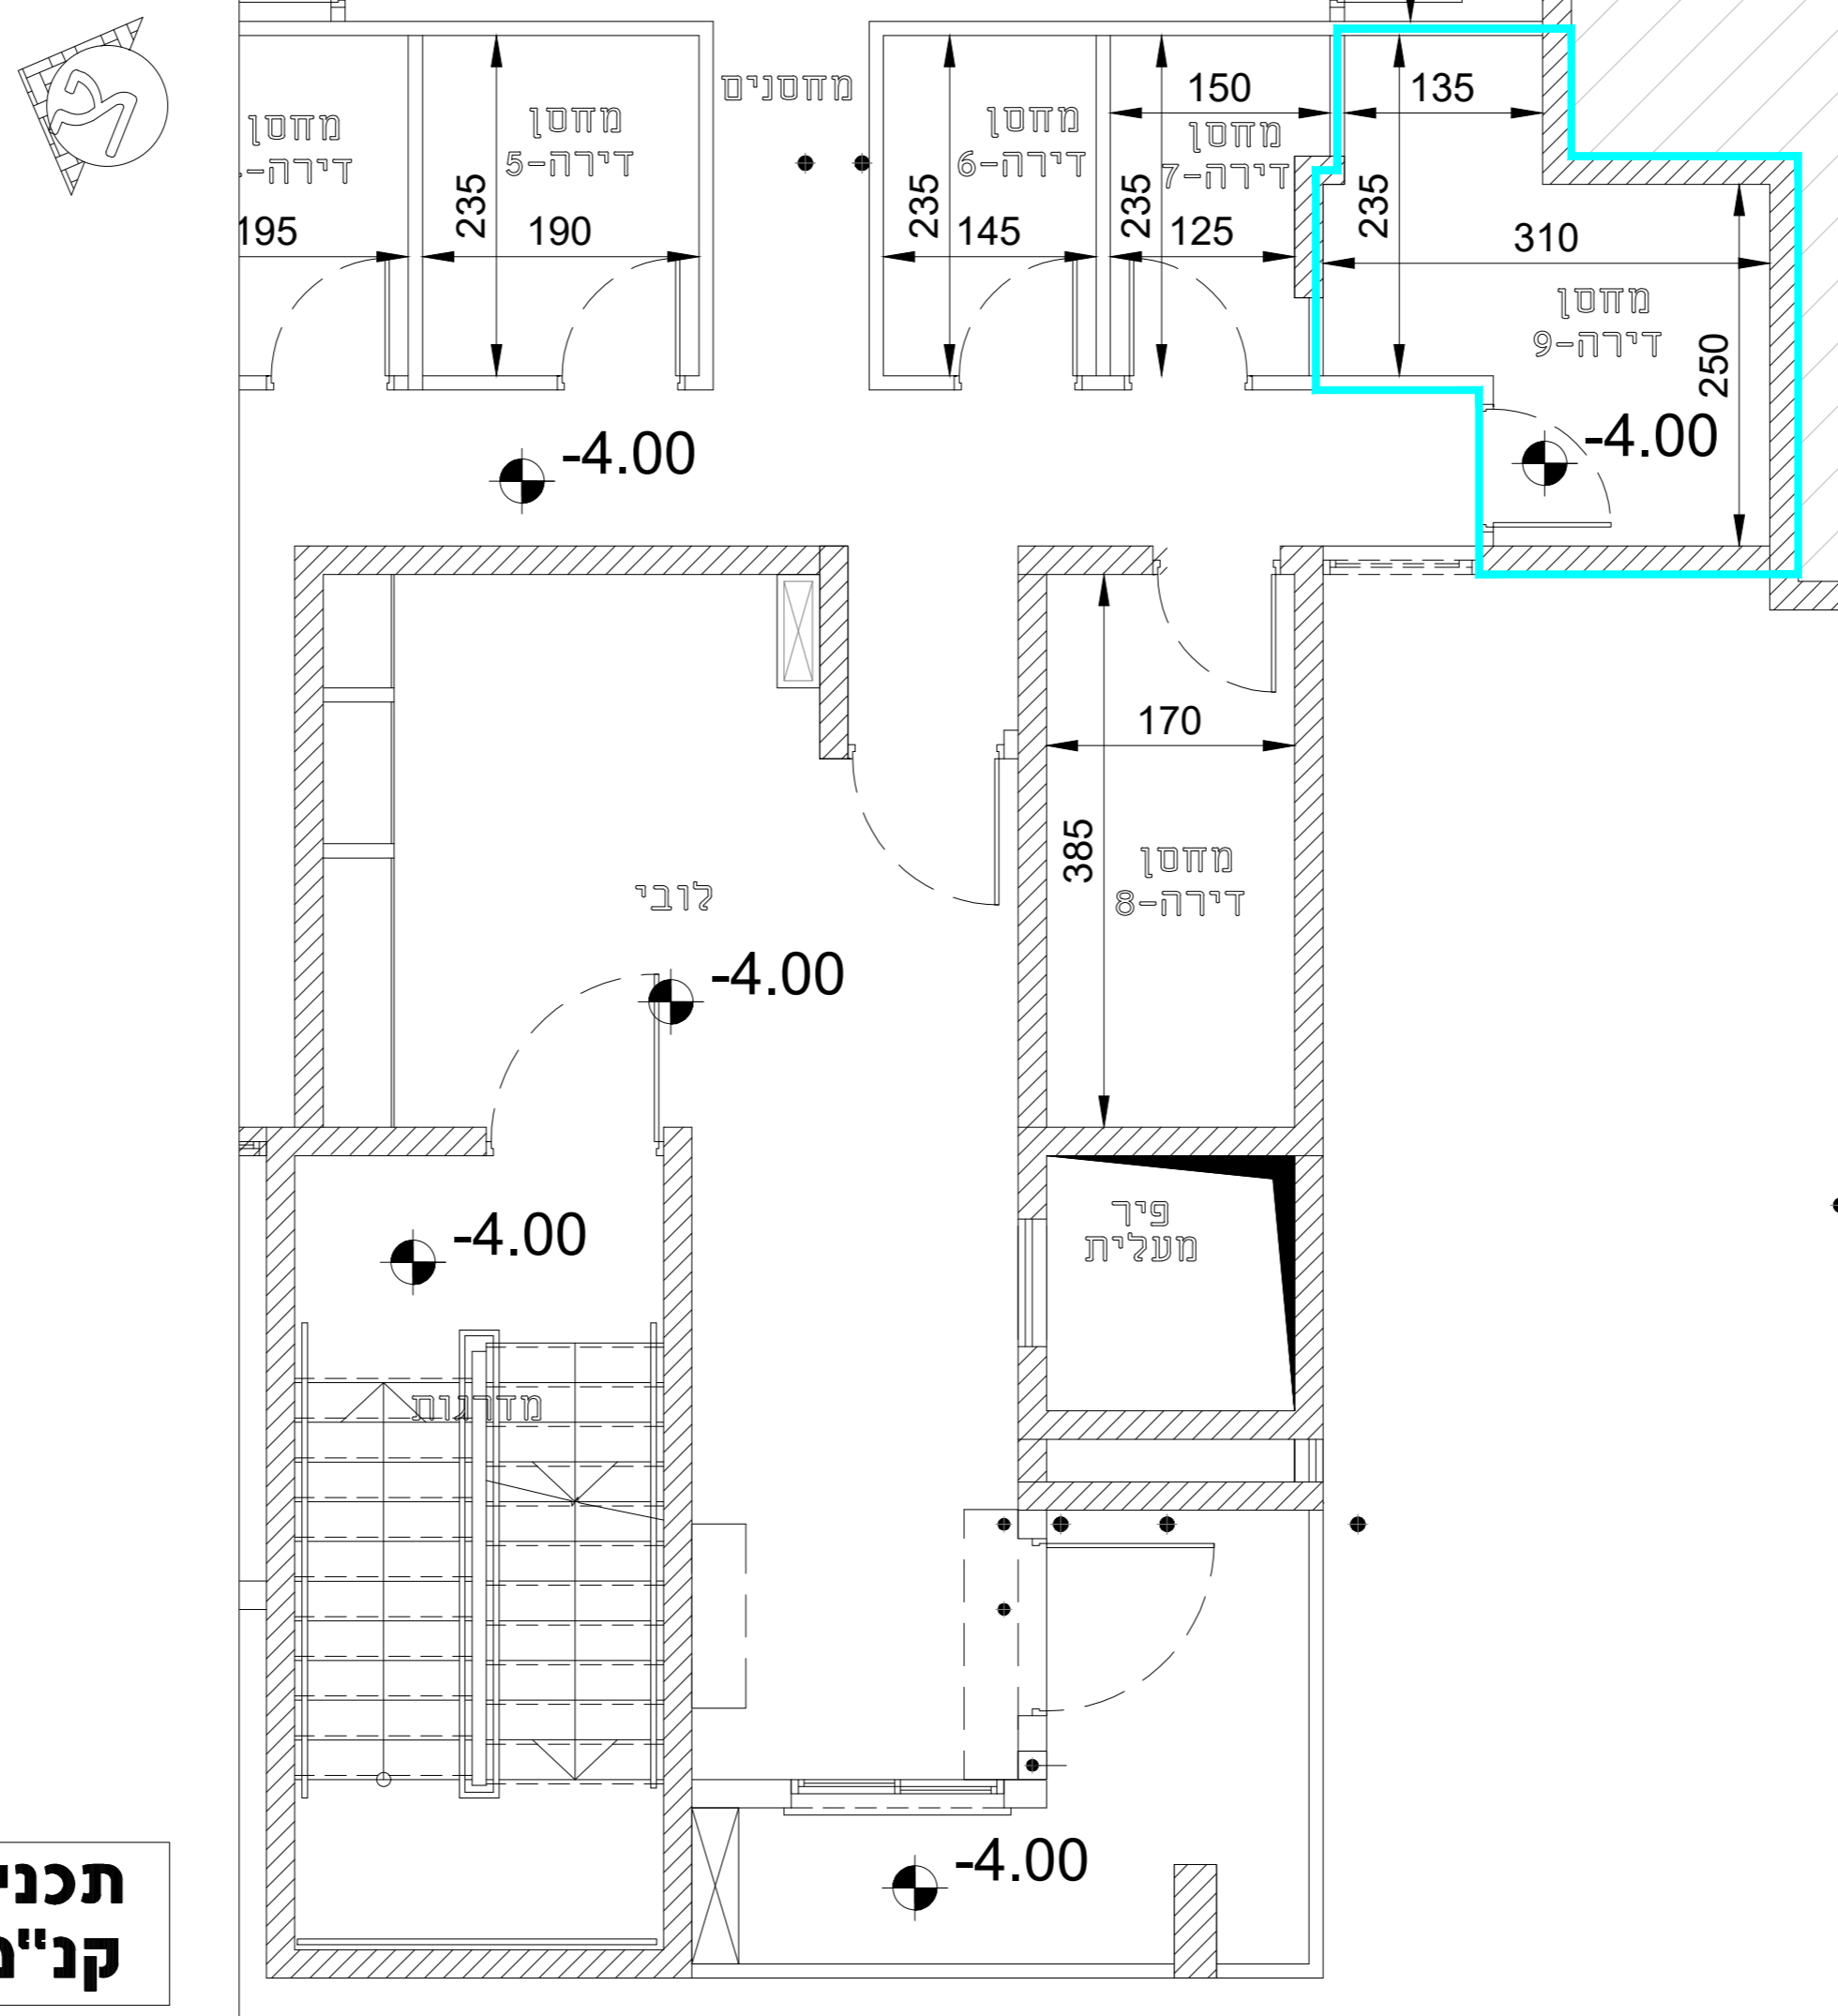 מחסנים
150
135
מחסן
דירה-
מחסן
דירה-5
מחסן
דירה-6
מחסן
דירה-7
235
235
235
235
195
190
145
125
310
מחסן
דירה-9
250
-4.00
-4.00
170
385
מחסן
דירה-8
לובי
-4.00
פיר
מעלית
-4.00
מדרגות
-4.00
תכני
קנ"מ